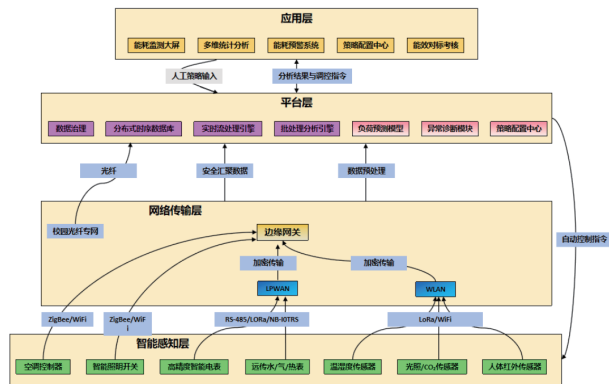 应用层
能耗监测大屏
多维统计分析
能耗预警系统
策略配置中心
能效对标考核
人工策略输入
分析结果与调控指令
平台层
数据治理
分布式时序数据库
实时流处理引擎
批处理分析引擎
负荷预测模型
异常诊断模块
策略配置中心
光纤
安全汇聚数据
数据预处理
网络传输层
校园光纤专网
边缘网关
自动控制指令
加密传输
加密传输
LPWAN
WLAN
ZigBee/WiFi
ZigBee/WiF
i
RS-485/LORa/NB-I0TRS
LoRa/WiFi
智能感知层
空调控制器
智能照明开关
高精度智能电表
远传水/气/热表
温湿度传感器
光照/CO₂传感器
人体红外传感器